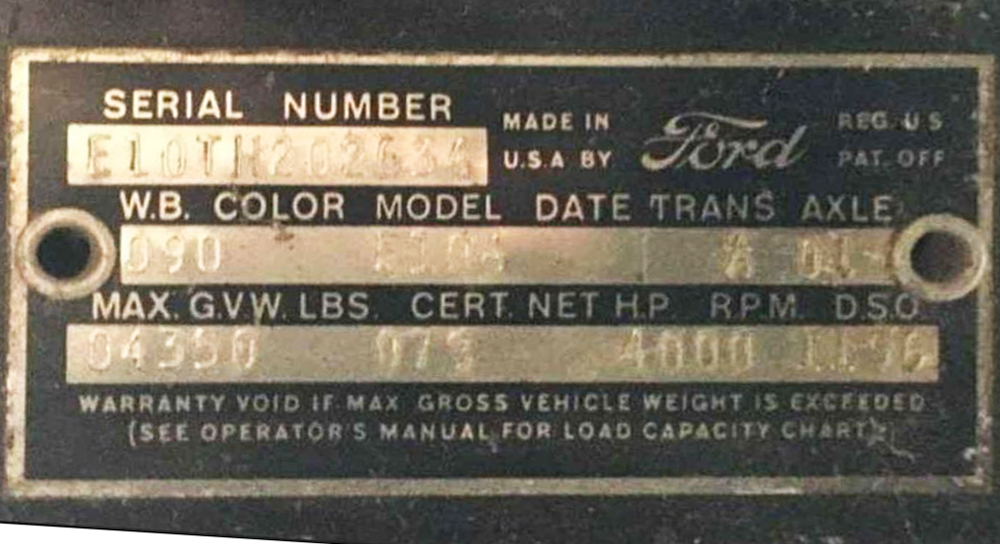 SERIAL NUMBER
MADE IN
U.S.A BY
Ford
REG. U S
PAT. OFF
E10TH202634
W.B. COLOR MODEL DATE TRANS AXLE
090
MAX. G.V.W. LBS. CERT. NET H.P. R.P.M. D.S.O.
04350 4000
WARRANTY VOID IF MAX GROSS VEHICLE WEIGHT IS EXCEEDED
(SEE OPERATOR'S MANUAL FOR LOAD CAPACITY CHART)